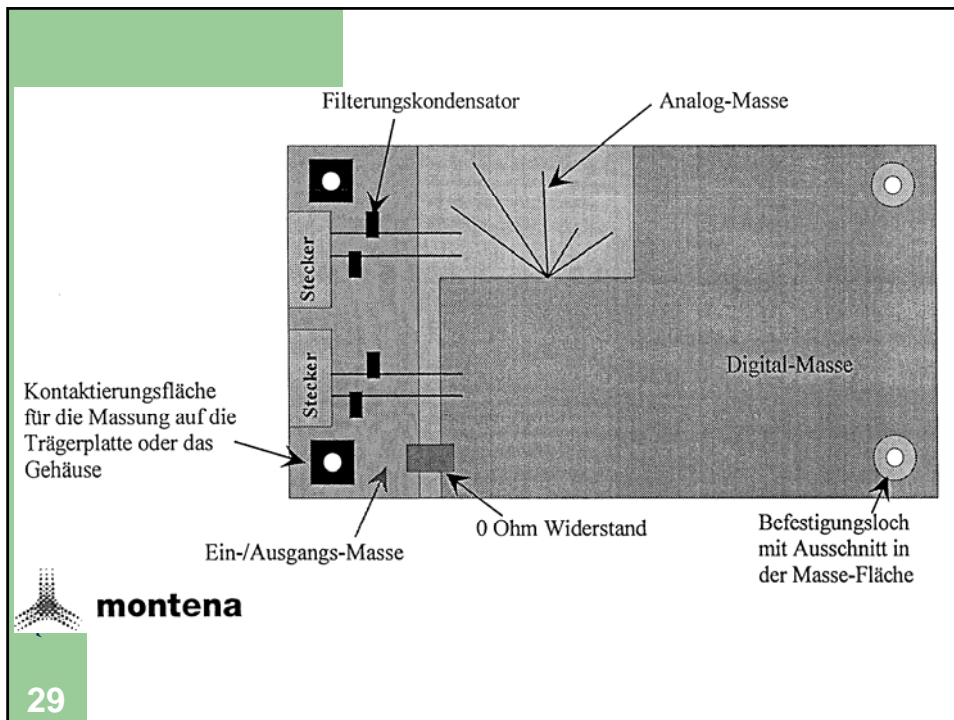 Filterungskondensator
Analog-Masse
Stecker
Stecker
Digital-Masse
Kontaktierungsfläche
für die Massung auf die
Trägerplatte oder das
Gehäuse
0 Ohm Widerstand
Ein-/Ausgangs-Masse
Befestigungsloch
mit Ausschnitt in
der Masse-Fläche
montena
29